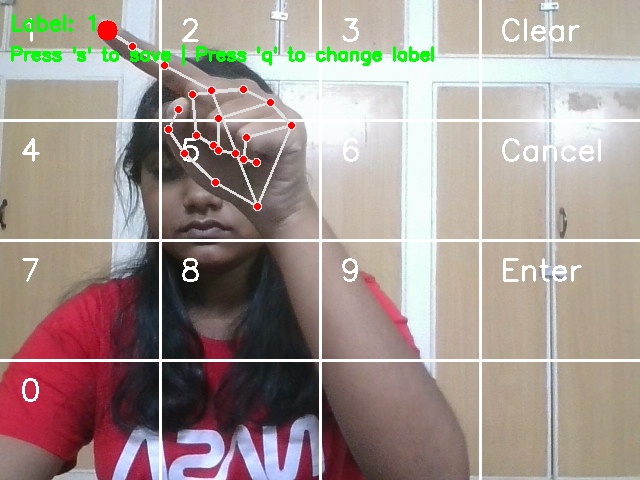 Label: 1
1 2 3 Clear
Press 's' to save | Press 'q' to change label
4 5 6 Cancel
7 8 9 Enter
0
NASA